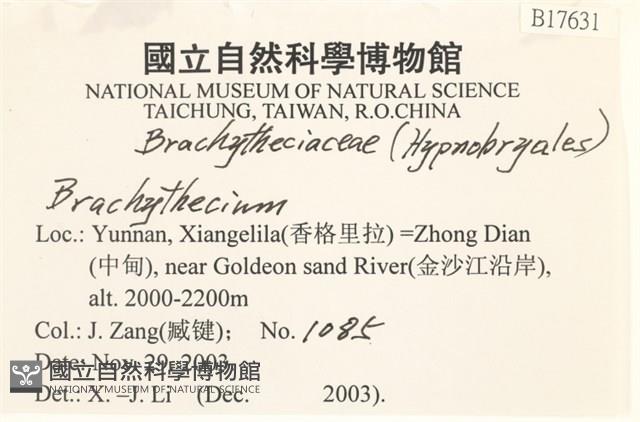 B17631
國立自然科學博物館
NATIONAL MUSEUM OF NATURAL SCIENCE
TAICHUNG, TAIWAN, R.O.CHINA
Brachytheciaceae (Hypnobryales)
Brachythecium
Loc.: Yunnan, Xiangelila(香格里拉) =Zhong Dian
(中甸), near Goldeon sand River(金沙江沿岸),
alt. 2000-2200m
Col.: J. Zang(臧键); No. 1085
Date: Nov. 29, 2003
國立自然科學博物館
NATIONAL MUSEUM OF NATURAL SCIENCE
Det.: X. –J. Li (Dec. 2003).